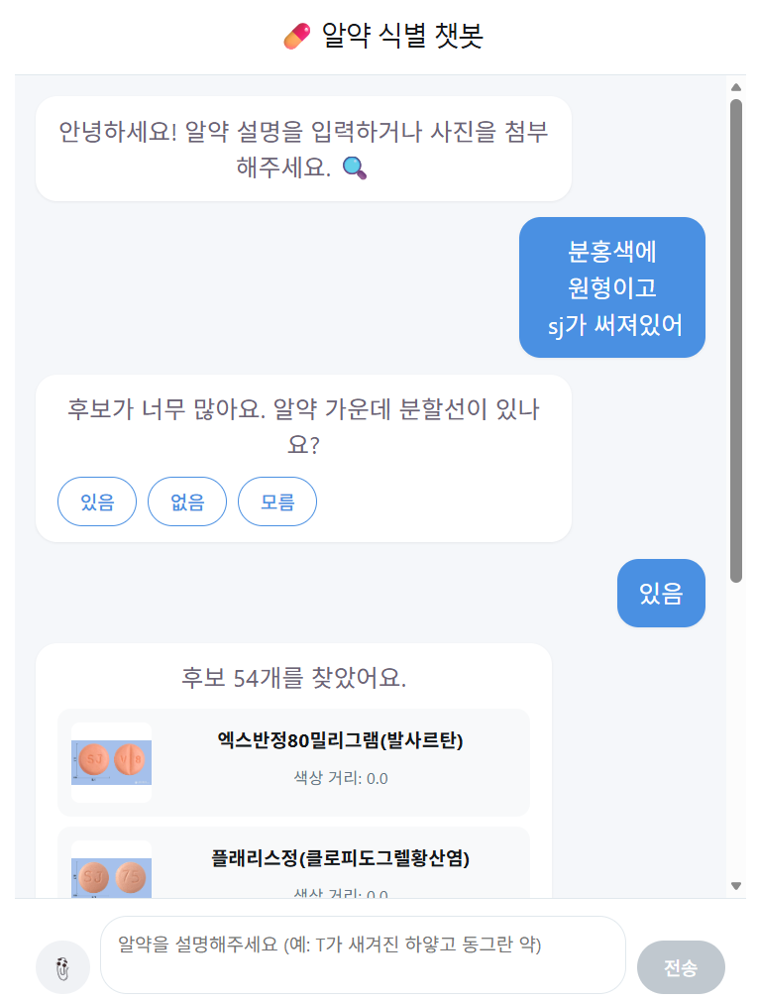 알약 식별 챗봇
안녕하세요! 알약 설명을 입력하거나 사진을 첨부
해주세요.
분홍색에
원형이고
sj가 써져있어
후보가 너무 많아요. 알약 가운데 분할선이 있나
요?
있음 없음 모름
있음
후보 54개를 찾았어요.
엑스반정80밀리그램(발사르탄)
SJ
색상 거리: 0.0
플래리스정(클로피도그렐황산염)
SJ 75
색상 거리: 0.0
알약을 설명해주세요 (예: T가 새겨진 하얗고 동그란 약)
전송